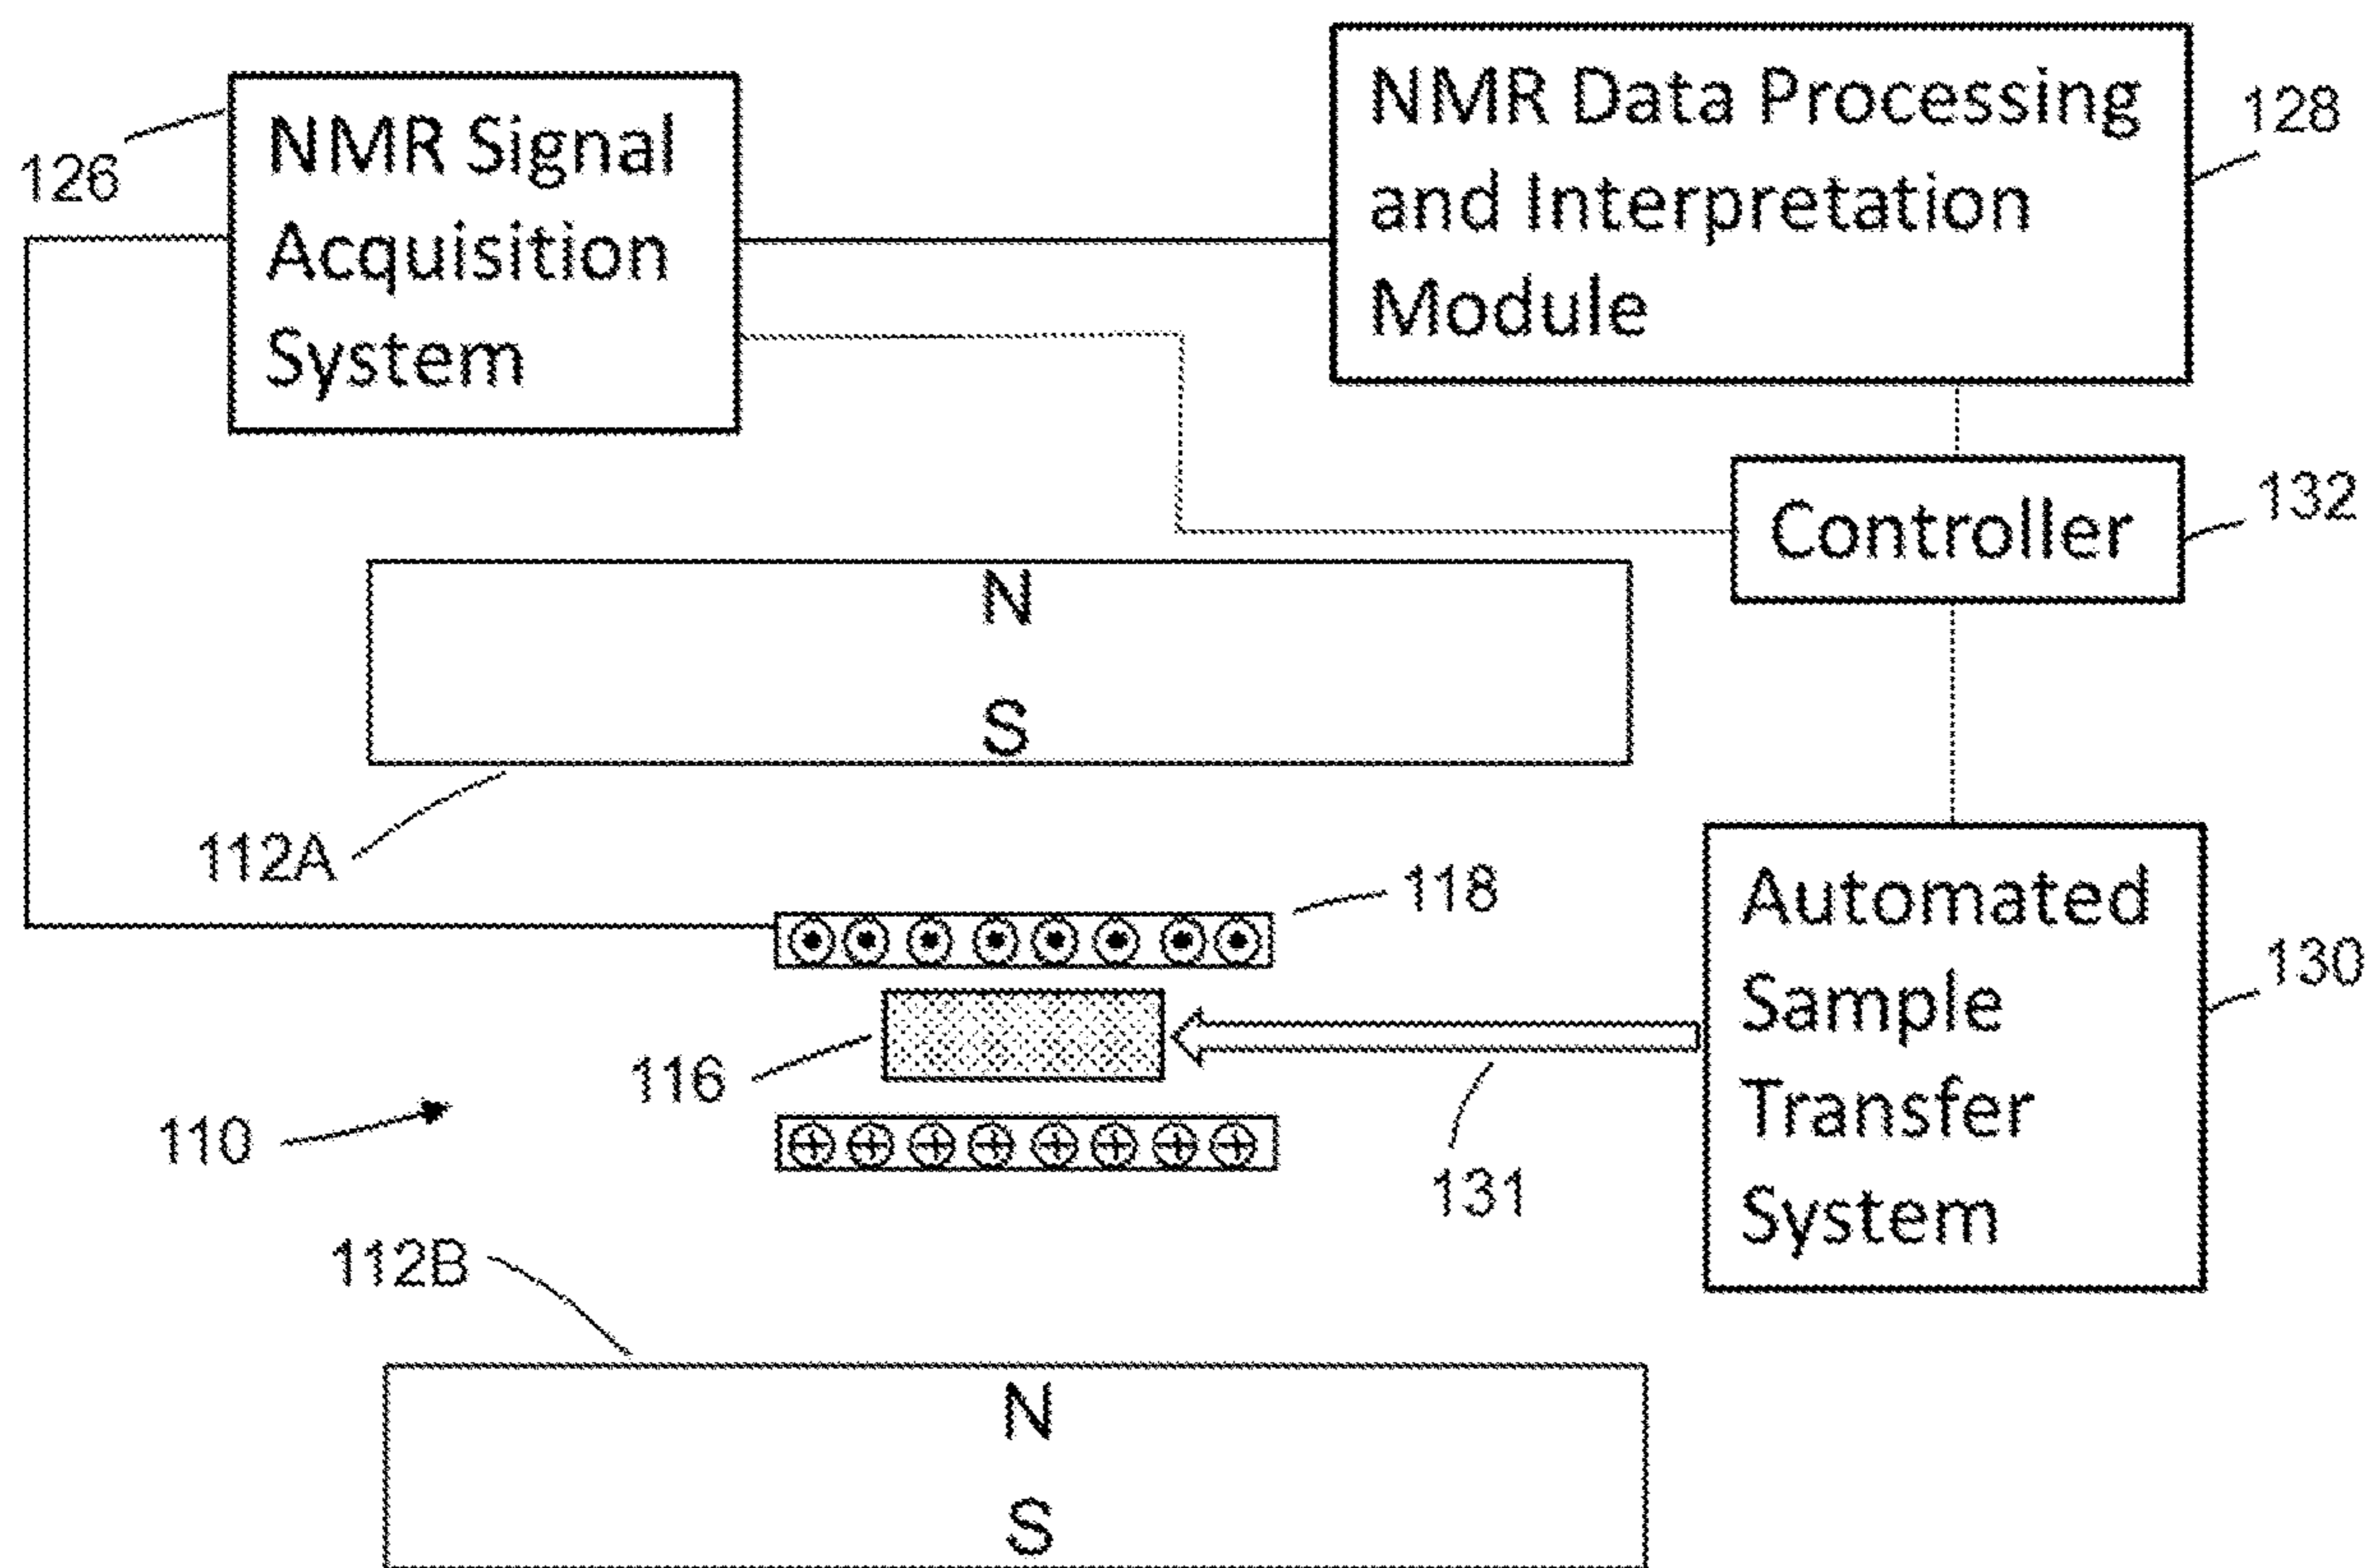 NMR Signal
Acquisition
System
126
NMR Data Processing
and Interpretation
Module
128
Controller
132
N
S
112A
118
116
110
131
Automated
Sample
Transfer
System
130
112B
N
S